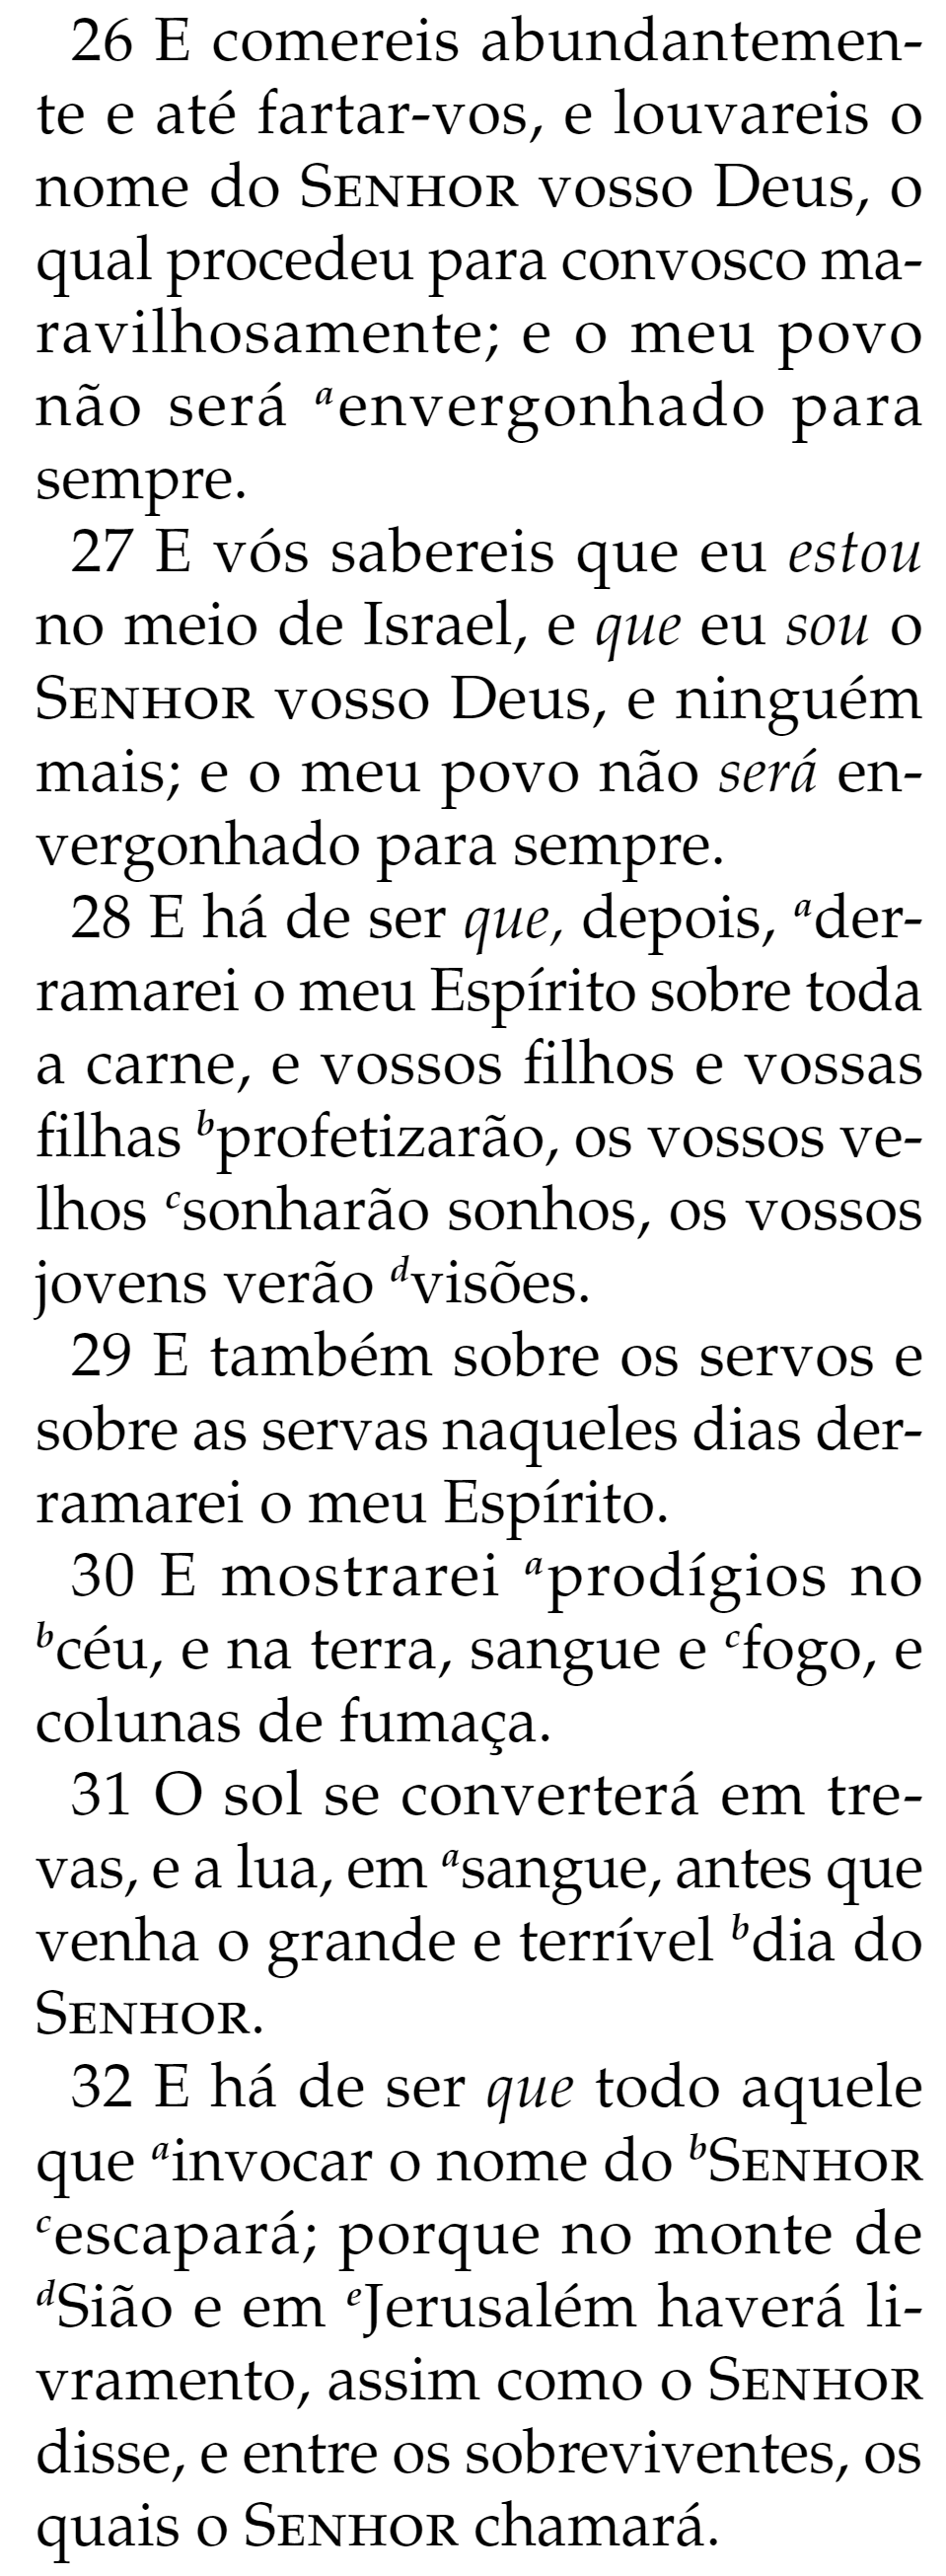 26 E comereis abundantemen-
te e até fartar-vos, e louvareis o
nome do SENHOR vosso Deus, o
qual procedeu para convosco ma-
ravilhosamente; e o meu povo
não será ᵃenvergonhado para
sempre.
27 E vós sabereis que eu estou
no meio de Israel, e que eu sou o
SENHOR vosso Deus, e ninguém
mais; e o meu povo não será en-
vergonhado para sempre.
28 E há de ser que, depois, ᵃder-
ramarei o meu Espírito sobre toda
a carne, e vossos filhos e vossas
filhas ᵇprofetizarão, os vossos ve-
lhos ᶜsonharão sonhos, os vossos
jovens verão ᵈvisões.
29 E também sobre os servos e
sobre as servas naqueles dias der-
ramarei o meu Espírito.
30 E mostrarei ᵃprodígios no
ᵇcéu, e na terra, sangue e ᶜfogo, e
colunas de fumaça.
31 O sol se converterá em tre-
vas, e a lua, em ᵃsangue, antes que
venha o grande e terrível ᵇdia do
SENHOR.
32 E há de ser que todo aquele
que ᵃinvocar o nome do ᵇSENHOR
ᶜescapará; porque no monte de
ᵈSião e em ᵉJerusalém haverá li-
vramento, assim como o SENHOR
disse, e entre os sobreviventes, os
quais o SENHOR chamará.